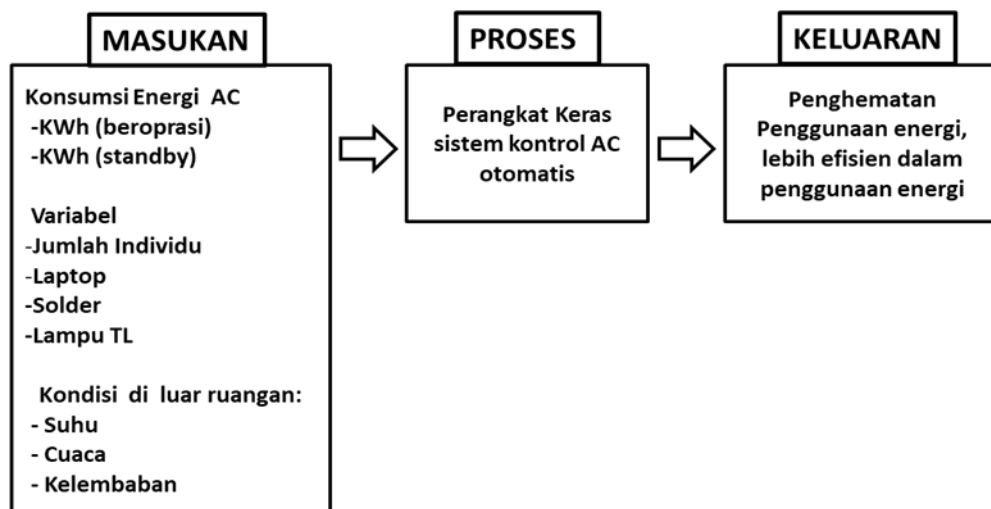 MASUKAN
Konsumsi Energi AC
-KWh (beroprasi)
-KWh (standby)
Variabel
-Jumlah Individu
-Laptop
-Solder
-Lampu TL
Kondisi di luar ruangan:
- Suhu
- Cuaca
- Kelembaban
PROSES
Perangkat Keras
sistem kontrol AC
otomatis
KELUARAN
Penghematan
Penggunaan energi,
lebih efisien dalam
penggunaan energi